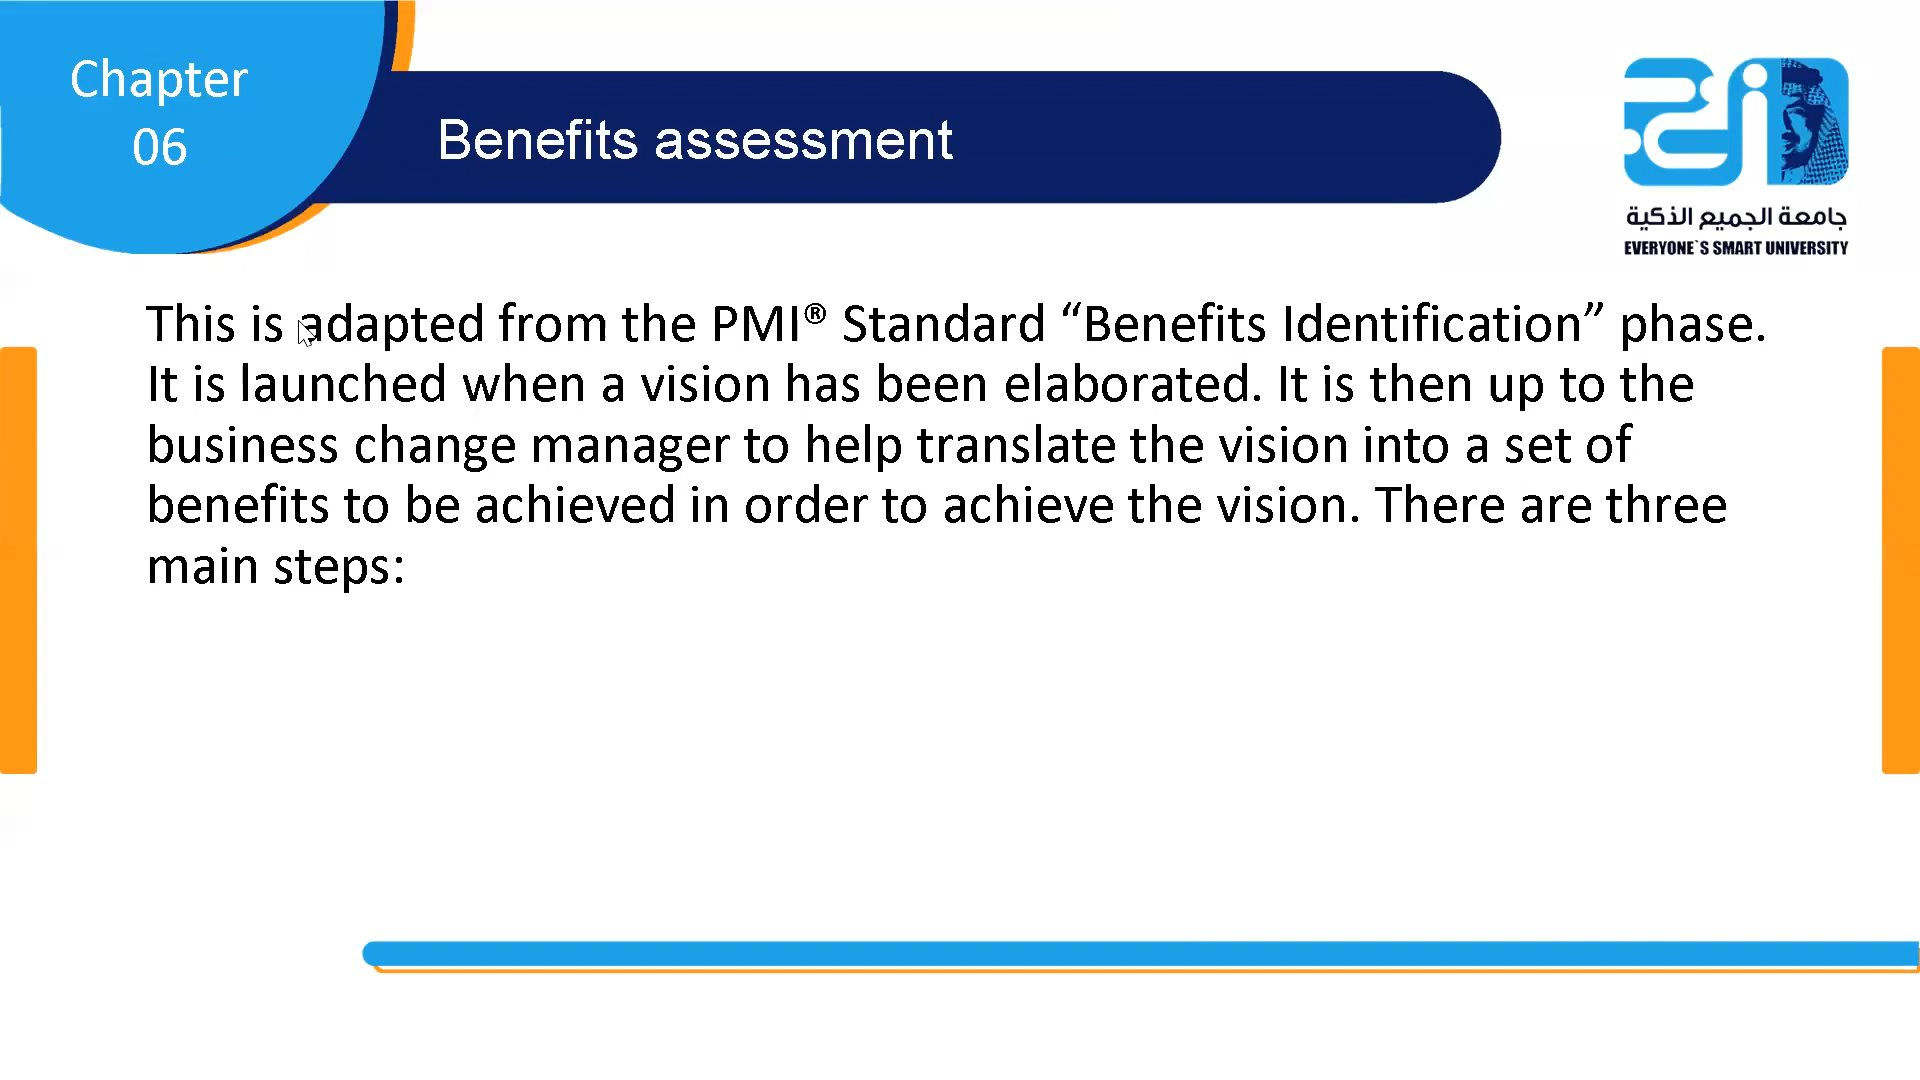 Chapter
06
Benefits assessment
جامعة الجميع الذكية
EVERYONE`S SMART UNIVERSITY
This is adapted from the PMI® Standard “Benefits Identification” phase.
It is launched when a vision has been elaborated. It is then up to the
business change manager to help translate the vision into a set of
benefits to be achieved in order to achieve the vision. There are three
main steps: